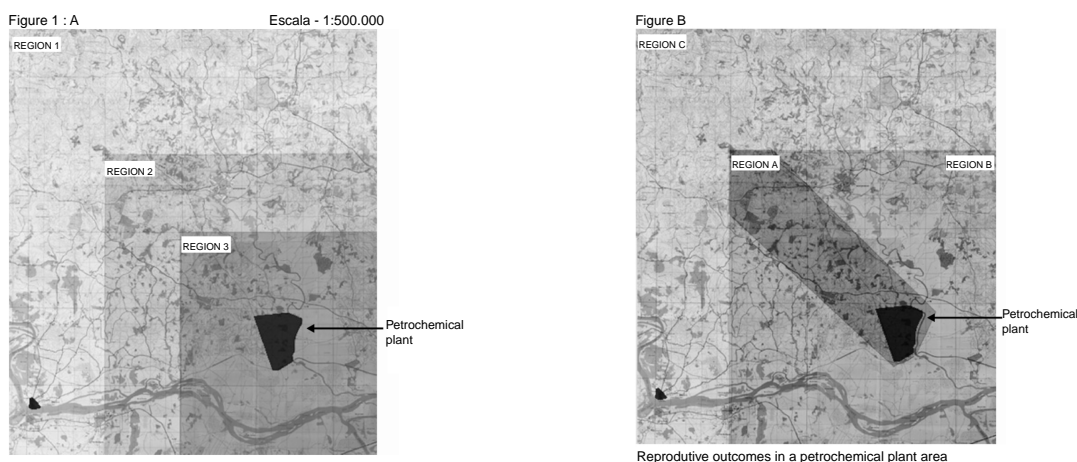 Figure 1 : A
Escala - 1:500.000
REGION 1
REGION 2
REGION 3
Petrochemical
plant
Figure B
REGION C
REGION A
REGION B
Petrochemical
plant
Reprodutive outcomes in a petrochemical plant area